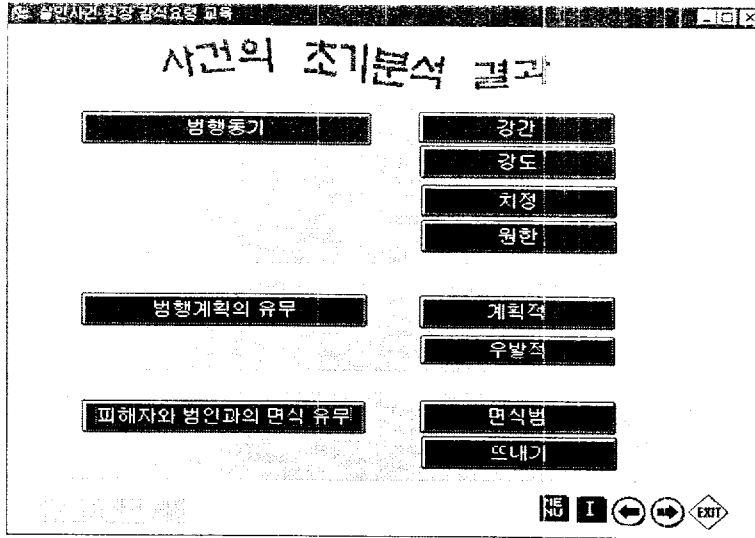 살인사건 현장 감식요령 교육
사건의 초기분석 결과
범행동기
강간
강도
치정
원한
범행계획의 유무
계획적
우발적
피해자와 범인과의 면식 유무
면식범
뜨내기
ME
NU
I
EXIT